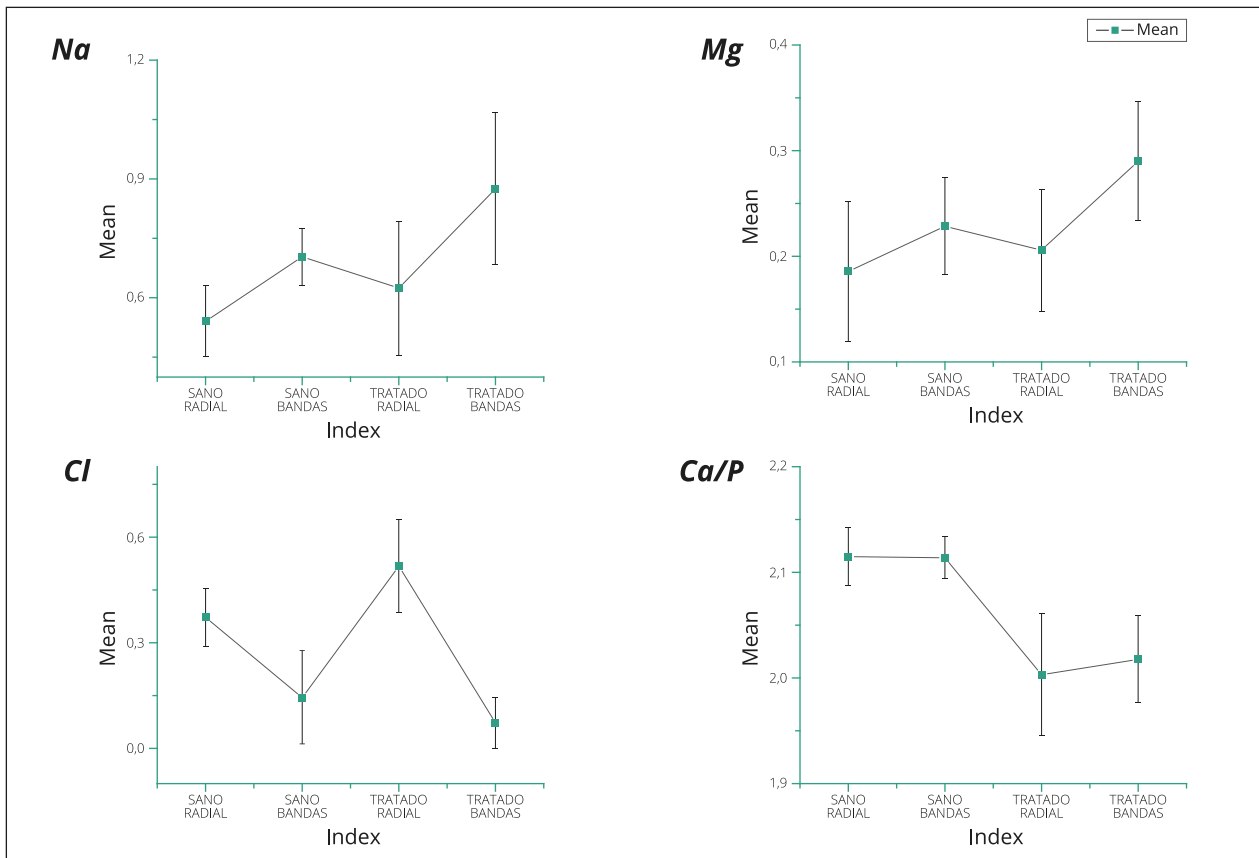 Na
1,2
0,9
0,6
Mean
SANO
RADIAL
SANO
BANDAS
TRATADO
RADIAL
TRATADO
BANDAS
Index
Mg
Mean
0,4
0,3
0,2
0,1
Mean
SANO
RADIAL
SANO
BANDAS
TRATADO
RADIAL
TRATADO
BANDAS
Index
Cl
0,6
0,3
0,0
Mean
SANO
RADIAL
SANO
BANDAS
TRATADO
RADIAL
TRATADO
BANDAS
Index
Ca/P
2,2
2,1
2,0
1,9
Mean
SANO
RADIAL
SANO
BANDAS
TRATADO
RADIAL
TRATADO
BANDAS
Index